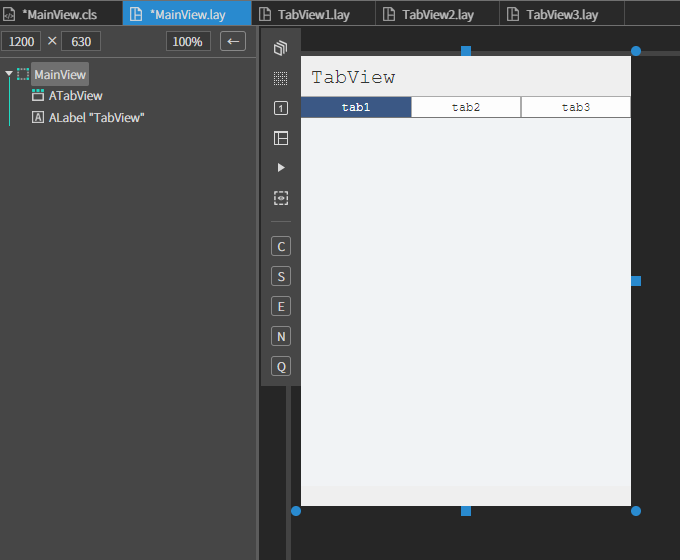 *MainView.cls *MainView.lay TabView1.lay TabView2.lay TabView3.lay
1200 × 630 100% ←
MainView
ATabView
A ALabel "TabView"
1
C
S
E
N
Q
TabView
tab1 tab2 tab3